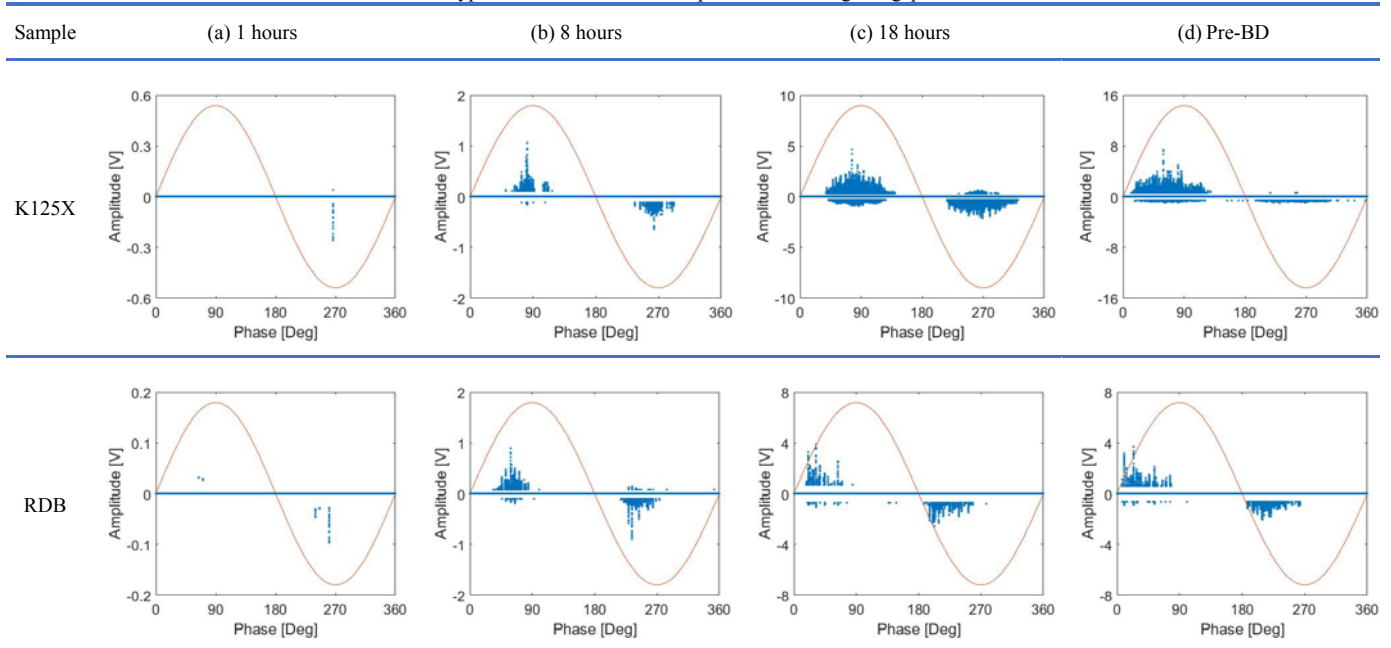 Sample (a) 1 hours (b) 8 hours (c) 18 hours (d) Pre-BD
K125X
0.6 0.3 0 -0.3 -0.6
Amplitude [V]
0 90 180 270 360
Phase [Deg]
2 1 0 -1 -2
Amplitude [V]
0 90 180 270 360
Phase [Deg]
10 5 0 -5 -10
Amplitude [V]
0 90 180 270 360
Phase [Deg]
16 8 0 -8 -16
Amplitude [V]
0 90 180 270 360
Phase [Deg]
RDB
0.2 0.1 0 -0.1 -0.2
Amplitude [V]
0 90 180 270 360
Phase [Deg]
2 1 0 -1 -2
Amplitude [V]
0 90 180 270 360
Phase [Deg]
8 4 0 -4 -8
Amplitude [V]
0 90 180 270 360
Phase [Deg]
8 4 0 -4 -8
Amplitude [V]
0 90 180 270 360
Phase [Deg]